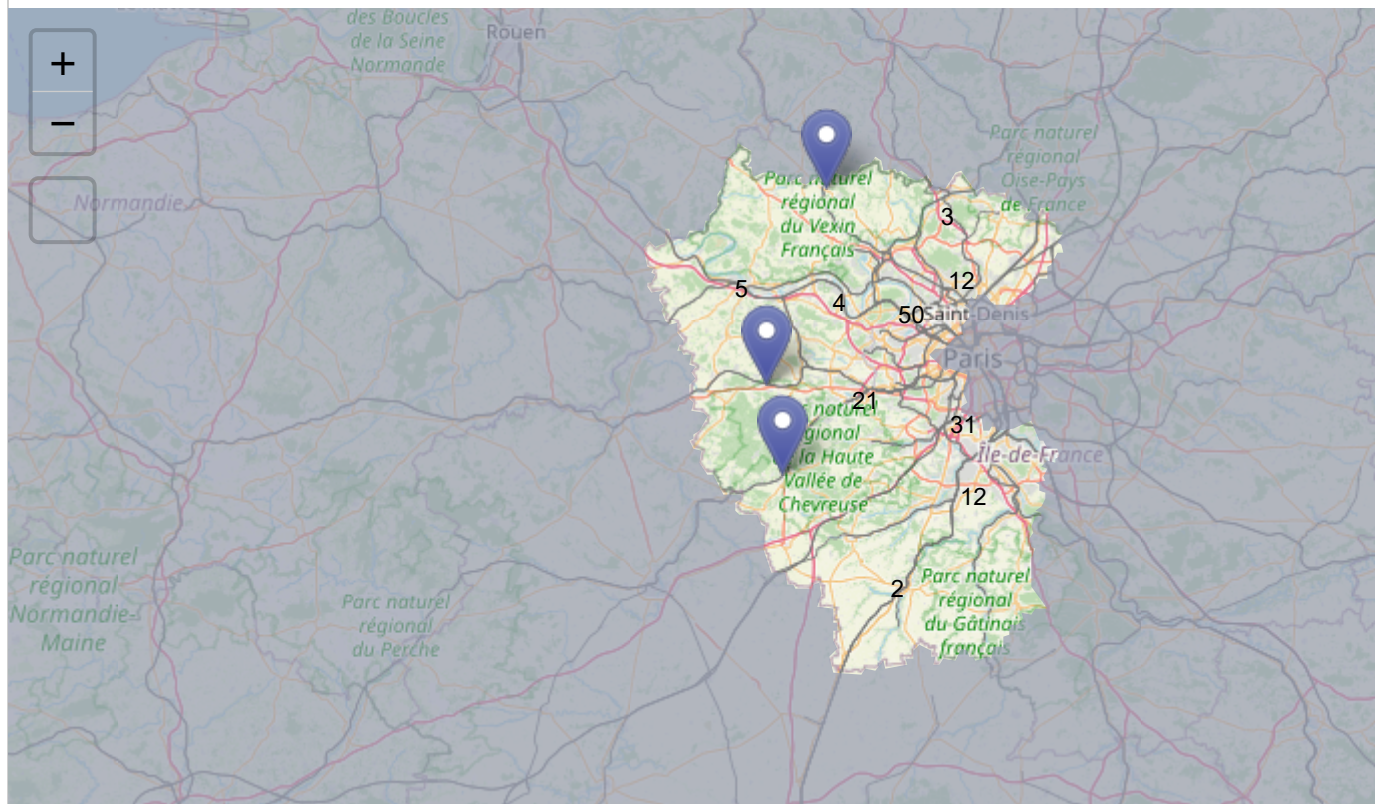 des Boucles
de la Seine
Normande
Rouen
+
−
Parc naturel
régional
Oise-Pays
de France
Parc naturel
régional
du Vexin
Français
Normandie
3
12
5
4
50
Saint-Denis
Paris
21
naturel
gional
la Haute
Vallée de
Chevreuse
31
Île-de-France
12
Parc naturel
régional
Normandie-
Maine
Parc naturel
régional
du Perche
2
Parc naturel
régional
du Gâtinais
français